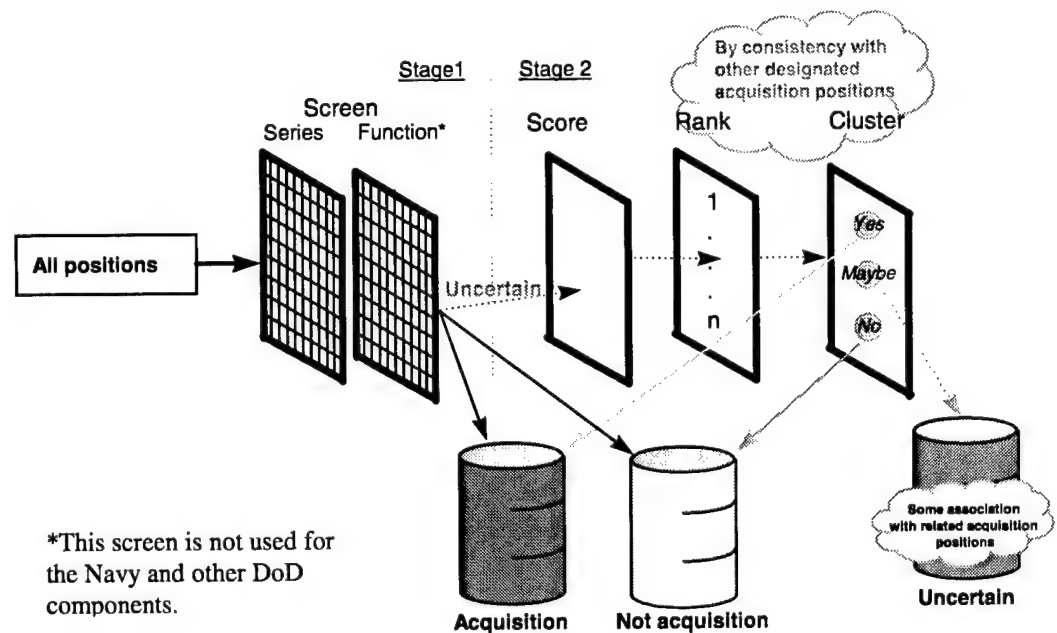 By consistency with
other designated
acquisition positions
Stage1
Stage 2
Screen
Series
Function*
Score
Rank
Cluster
All positions
Uncertain
1
.
.
.
n
Yes
Maybe
No
Some association
with related acquisition
positions
*This screen is not used for
the Navy and other DoD
components.
Acquisition
Not acquisition
Uncertain